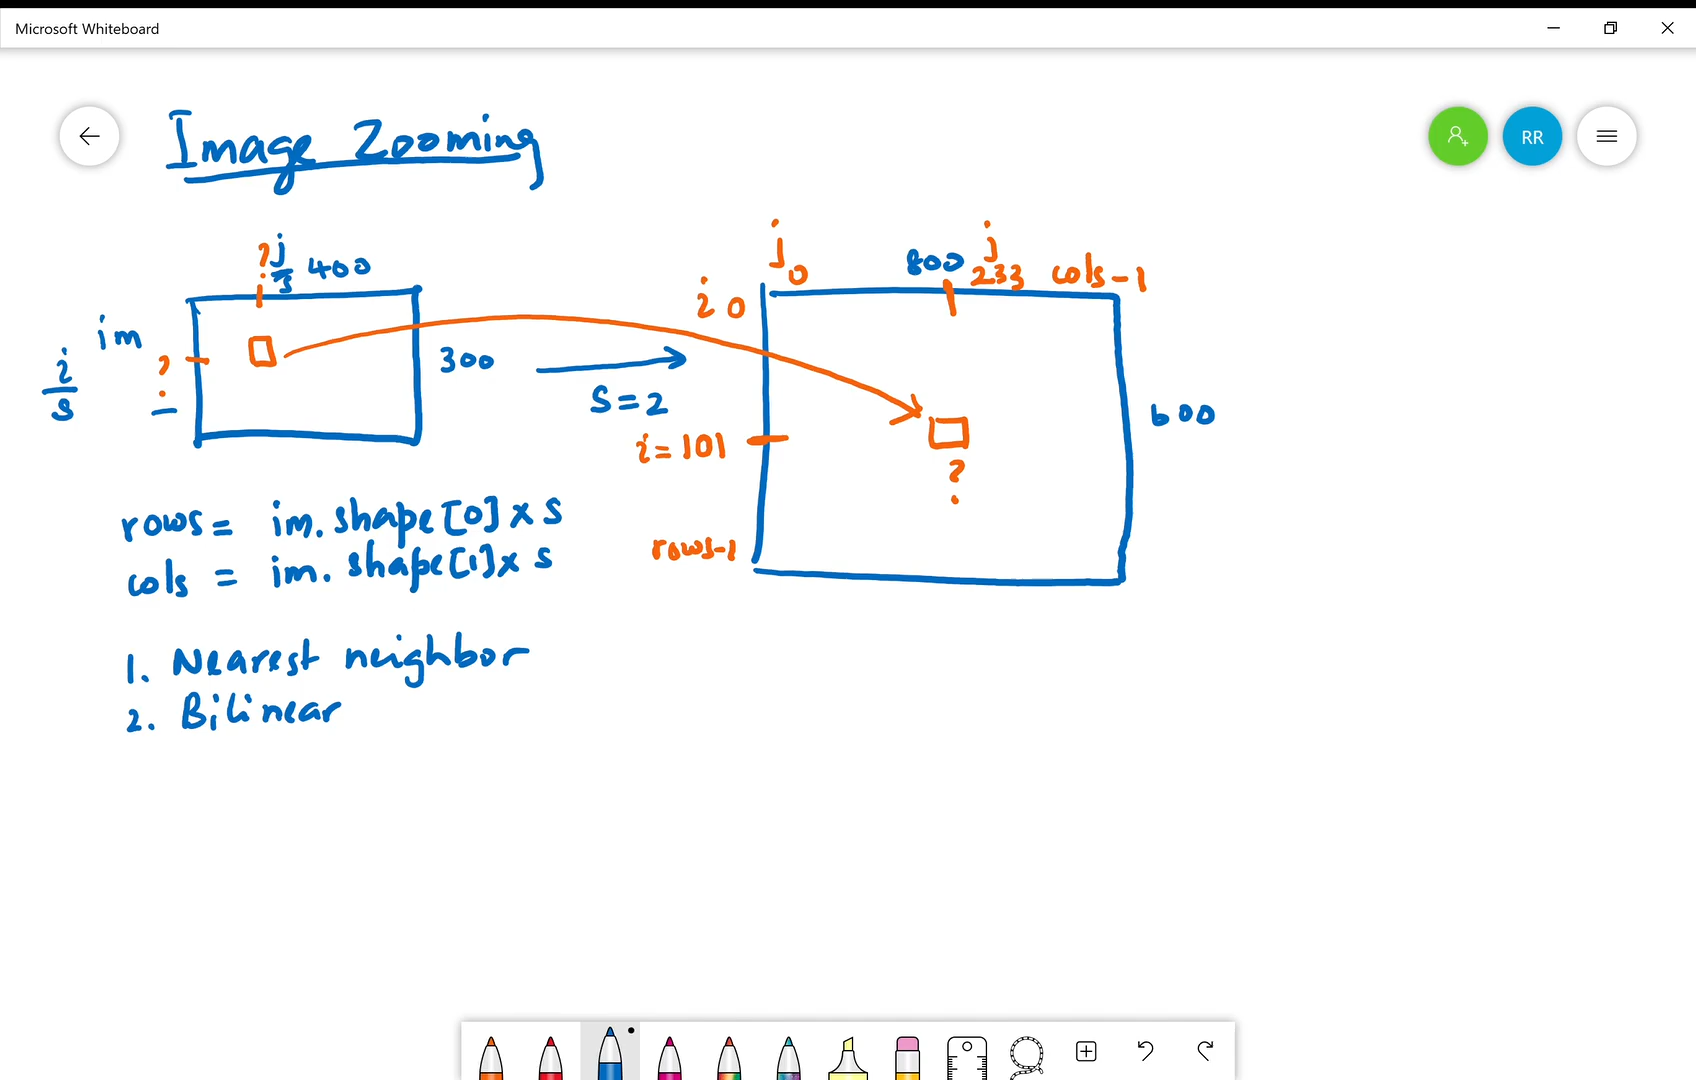 Microsoft Whiteboard
Image Zooming
RR
? j/s 400
j 0
800
j 233
cols-1
i 0
im
i/s
?
300
S=2
i=101
600
?
rows-1
rows= im.shape[0] x s
cols = im.shape[1] x s
1. Nearest neighbor
2. Bilinear